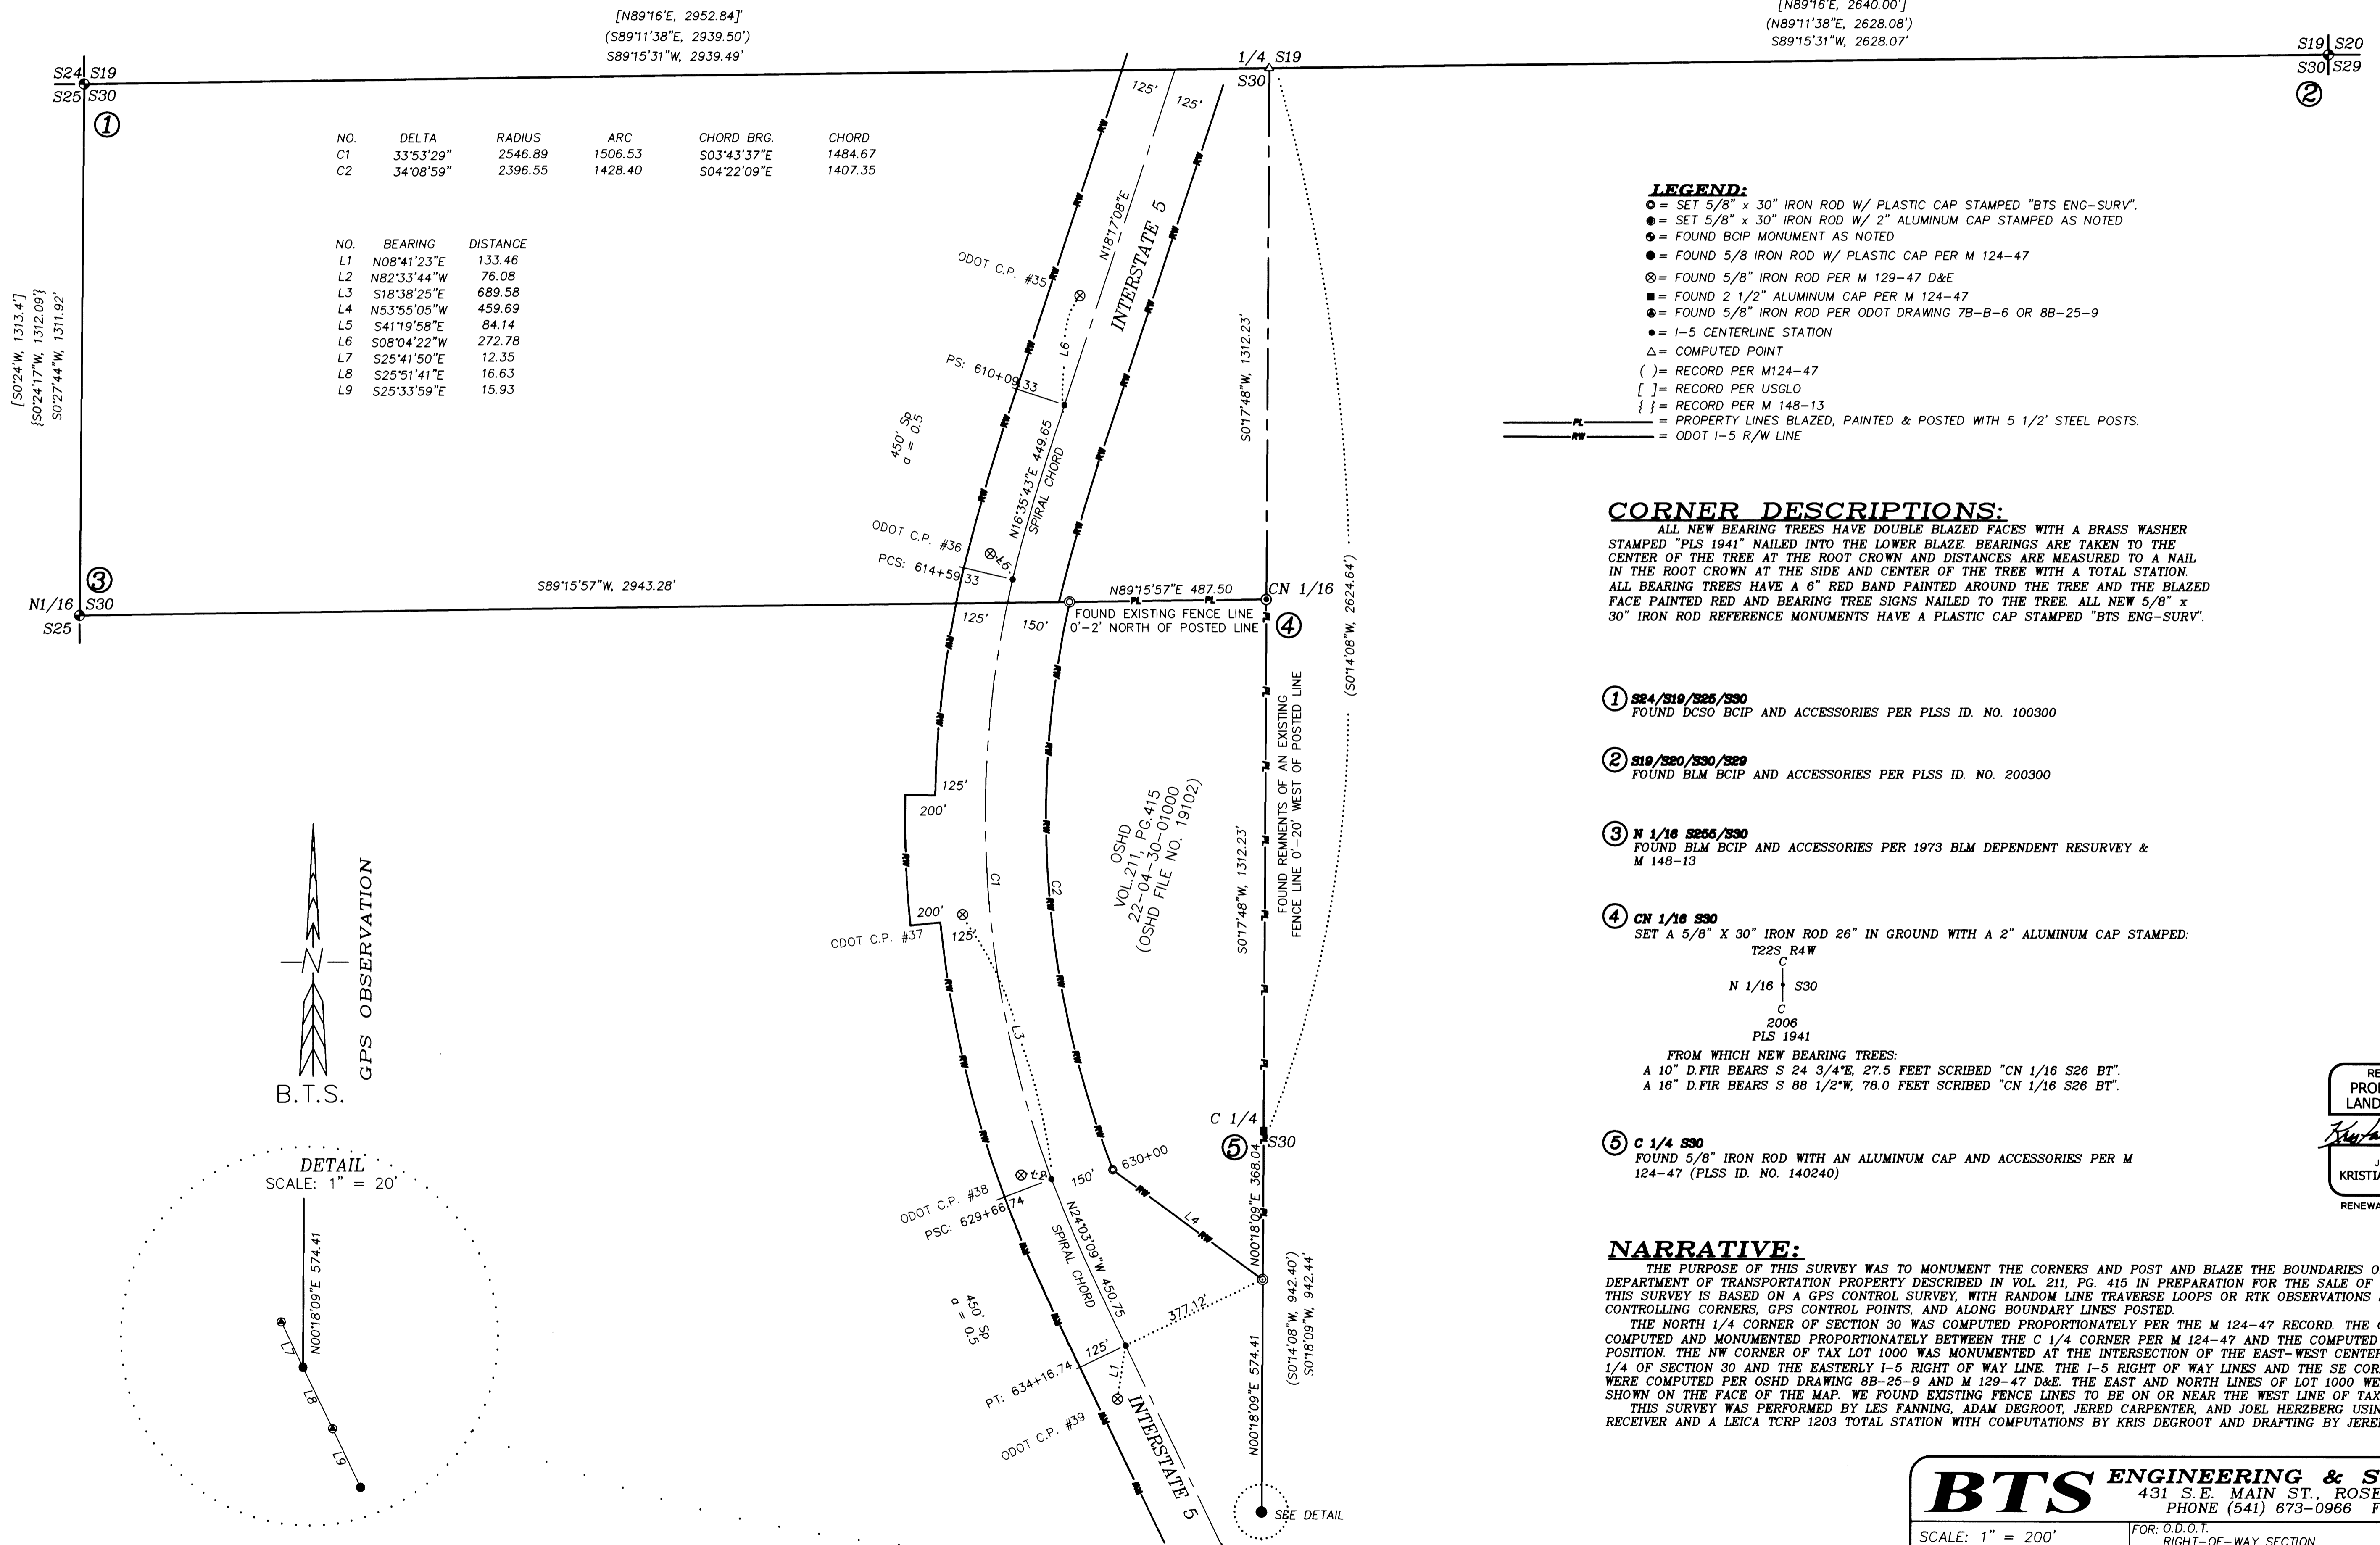 [N89°16'E, 2952.84]'
(S89°11'38"E, 2939.50')
S89°15'31"W, 2939.49'
[N89°16'E, 2640.00']
(N89°11'38"E, 2628.08')
S89°15'31"W, 2628.07'
S24 S19
S25 S30
1
1/4 S19
S30
S19 S20
S30 S29
2
125'
125'
NO. DELTA RADIUS ARC CHORD BRG. CHORD
C1 33°53'29" 2546.89 1506.53 S03°43'37"E 1484.67
C2 34°08'59" 2396.55 1428.40 S04°22'09"E 1407.35
NO. BEARING DISTANCE
L1 N08°41'23"E 133.46
L2 N82°33'44"W 76.08
L3 S18°38'25"E 689.58
L4 N53°55'05"W 459.69
L5 S41°19'58"E 84.14
L6 S08°04'22"W 272.78
L7 S25°41'50"E 12.35
L8 S25°51'41"E 16.63
L9 S25°33'59"E 15.93
[S0°24'W, 1313.4']
{S0°24'17"W, 1312.09'}
S0°27'44"W, 1311.92'
ODOT C.P. #35
N18°17'08"E
INTERSTATE 5
L6
PS: 610+09.33
450' Sp
a = 0.5
N16°35'43"E 449.65
SPIRAL CHORD
S0°17'48"W, 1312.23'
ODOT C.P. #36
L5
PCS: 614+59.33
3
N1/16 S30
S25
S89°15'57"W, 2943.28'
N89°15'57"E 487.50
PL PL
CN 1/16
FOUND EXISTING FENCE LINE
0'-2' NORTH OF POSTED LINE
4
125'
150'
(S0°14'08"W, 2624.64')
125'
200'
OSHD
VOL.211, PG.415
22-04-30-01000
(OSHD FILE NO. 19102)
S0°17'48"W, 1312.23'
FOUND REMNENTS OF AN EXISTING
FENCE LINE 0'-20' WEST OF POSTED LINE
C1
C2
200'
125'
ODOT C.P. #37
L3
C 1/4
S30
5
630+00
L2
150'
ODOT C.P. #38
PSC: 629+66.74
L4
N24°03'09"W 450.75
SPIRAL CHORD
N00°18'09"E 368.04
450' Sp
a = 0.5
377.12'
(S0°14'08"W, 942.40')
S0°18'09"W, 942.44'
125'
PT: 634+16.74
L1
ODOT C.P. #39
INTERSTATE 5
N00°18'09"E 574.41
SEE DETAIL
N
GPS OBSERVATION
B.T.S.
DETAIL
SCALE: 1" = 20'
N00°18'09"E 574.41
L7
L8
L9
LEGEND:
= SET 5/8" x 30" IRON ROD W/ PLASTIC CAP STAMPED "BTS ENG-SURV".
= SET 5/8" x 30" IRON ROD W/ 2" ALUMINUM CAP STAMPED AS NOTED
= FOUND BCIP MONUMENT AS NOTED
= FOUND 5/8 IRON ROD W/ PLASTIC CAP PER M 124-47
= FOUND 5/8" IRON ROD PER M 129-47 D&E
= FOUND 2 1/2" ALUMINUM CAP PER M 124-47
= FOUND 5/8" IRON ROD PER ODOT DRAWING 7B-B-6 OR 8B-25-9
= I-5 CENTERLINE STATION
= COMPUTED POINT
( )= RECORD PER M124-47
[ ]= RECORD PER USGLO
{ }= RECORD PER M 148-13
PL = PROPERTY LINES BLAZED, PAINTED & POSTED WITH 5 1/2' STEEL POSTS.
RW = ODOT I-5 R/W LINE
CORNER DESCRIPTIONS:
ALL NEW BEARING TREES HAVE DOUBLE BLAZED FACES WITH A BRASS WASHER
STAMPED "PLS 1941" NAILED INTO THE LOWER BLAZE. BEARINGS ARE TAKEN TO THE
CENTER OF THE TREE AT THE ROOT CROWN AND DISTANCES ARE MEASURED TO A NAIL
IN THE ROOT CROWN AT THE SIDE AND CENTER OF THE TREE WITH A TOTAL STATION.
ALL BEARING TREES HAVE A 6" RED BAND PAINTED AROUND THE TREE AND THE BLAZED
FACE PAINTED RED AND BEARING TREE SIGNS NAILED TO THE TREE. ALL NEW 5/8" x
30" IRON ROD REFERENCE MONUMENTS HAVE A PLASTIC CAP STAMPED "BTS ENG-SURV".
1 S24/S19/S25/S30
FOUND DCSO BCIP AND ACCESSORIES PER PLSS ID. NO. 100300
2 S19/S20/S30/S29
FOUND BLM BCIP AND ACCESSORIES PER PLSS ID. NO. 200300
3 N 1/16 S255/S30
FOUND BLM BCIP AND ACCESSORIES PER 1973 BLM DEPENDENT RESURVEY &
M 148-13
4 CN 1/16 S30
SET A 5/8" X 30" IRON ROD 26" IN GROUND WITH A 2" ALUMINUM CAP STAMPED:
T22S R4W
C
N 1/16 S30
C
2006
PLS 1941
FROM WHICH NEW BEARING TREES:
A 10" D.FIR BEARS S 24 3/4°E, 27.5 FEET SCRIBED "CN 1/16 S26 BT".
A 16" D.FIR BEARS S 88 1/2°W, 78.0 FEET SCRIBED "CN 1/16 S26 BT".
5 C 1/4 S30
FOUND 5/8" IRON ROD WITH AN ALUMINUM CAP AND ACCESSORIES PER M
124-47 (PLSS ID. NO. 140240)
RE
PRO
LAND
J
KRISTI
RENEWA
NARRATIVE:
THE PURPOSE OF THIS SURVEY WAS TO MONUMENT THE CORNERS AND POST AND BLAZE THE BOUNDARIES O
DEPARTMENT OF TRANSPORTATION PROPERTY DESCRIBED IN VOL. 211, PG. 415 IN PREPARATION FOR THE SALE OF
THIS SURVEY IS BASED ON A GPS CONTROL SURVEY, WITH RANDOM LINE TRAVERSE LOOPS OR RTK OBSERVATIONS
CONTROLLING CORNERS, GPS CONTROL POINTS, AND ALONG BOUNDARY LINES POSTED.
THE NORTH 1/4 CORNER OF SECTION 30 WAS COMPUTED PROPORTIONATELY PER THE M 124-47 RECORD. THE
COMPUTED AND MONUMENTED PROPORTIONATELY BETWEEN THE C 1/4 CORNER PER M 124-47 AND THE COMPUTED
POSITION. THE NW CORNER OF TAX LOT 1000 WAS MONUMENTED AT THE INTERSECTION OF THE EAST-WEST CENTER
1/4 OF SECTION 30 AND THE EASTERLY I-5 RIGHT OF WAY LINE. THE I-5 RIGHT OF WAY LINES AND THE SE COR
WERE COMPUTED PER OSHD DRAWING 8B-25-9 AND M 129-47 D&E. THE EAST AND NORTH LINES OF LOT 1000 WE
SHOWN ON THE FACE OF THE MAP. WE FOUND EXISTING FENCE LINES TO BE ON OR NEAR THE WEST LINE OF TAX
THIS SURVEY WAS PERFORMED BY LES FANNING, ADAM DEGROOT, JERED CARPENTER, AND JOEL HERZBERG USIN
RECEIVER AND A LEICA TCRP 1203 TOTAL STATION WITH COMPUTATIONS BY KRIS DEGROOT AND DRAFTING BY JERE
BTS ENGINEERING & S
431 S.E. MAIN ST., ROSE
PHONE (541) 673-0966 F
SCALE: 1" = 200'
FOR: O.D.O.T.
RIGHT-OF-WAY SECTION